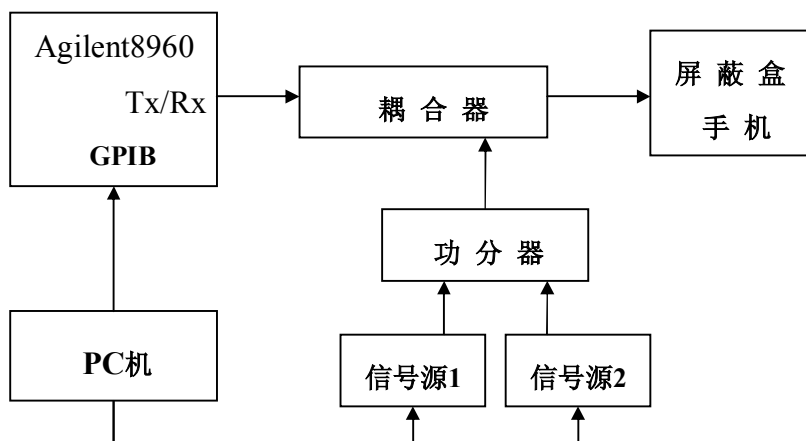 Agilent8960
Tx/Rx
GPIB
耦 合 器
屏 蔽 盒
手 机
功 分 器
PC机
信号源1
信号源2